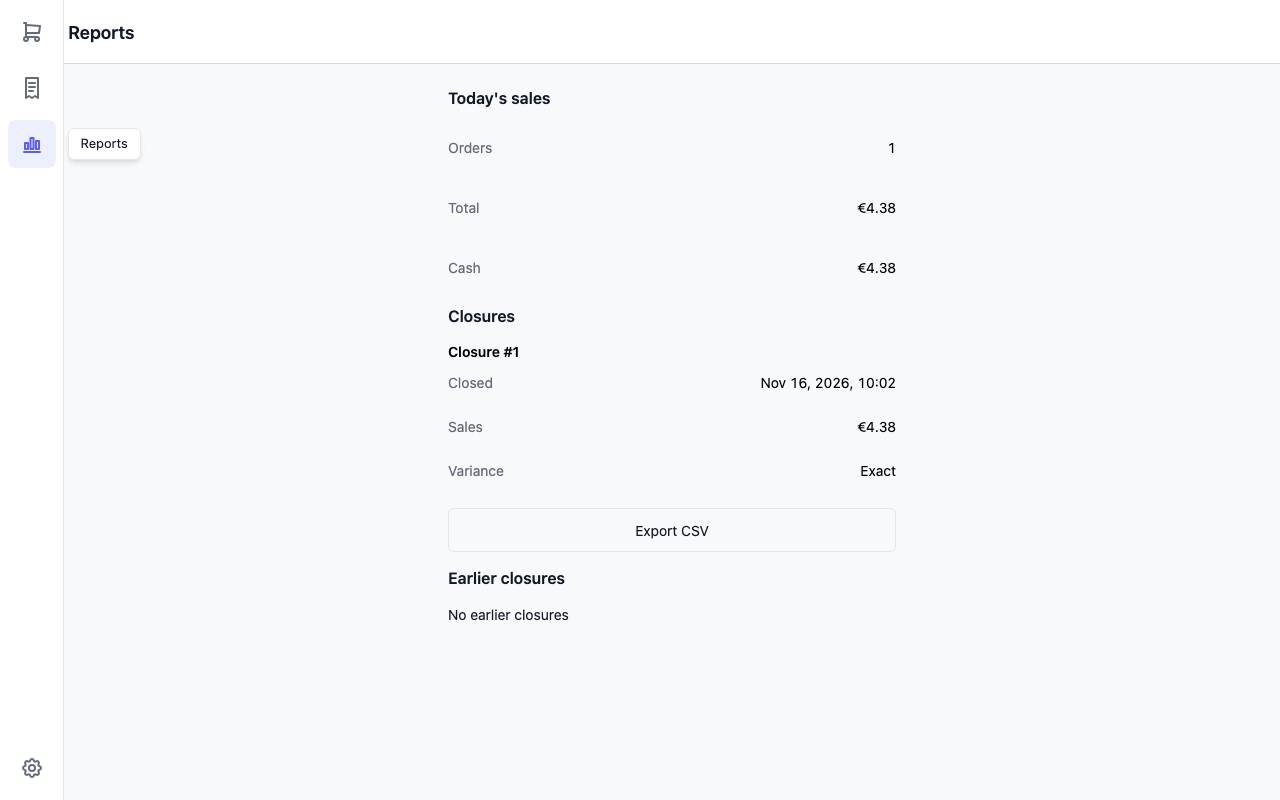 Reports
Reports
Today's sales
Orders 1
Total €4.38
Cash €4.38
Closures
Closure #1
Closed Nov 16, 2026, 10:02
Sales €4.38
Variance Exact
Export CSV
Earlier closures
No earlier closures